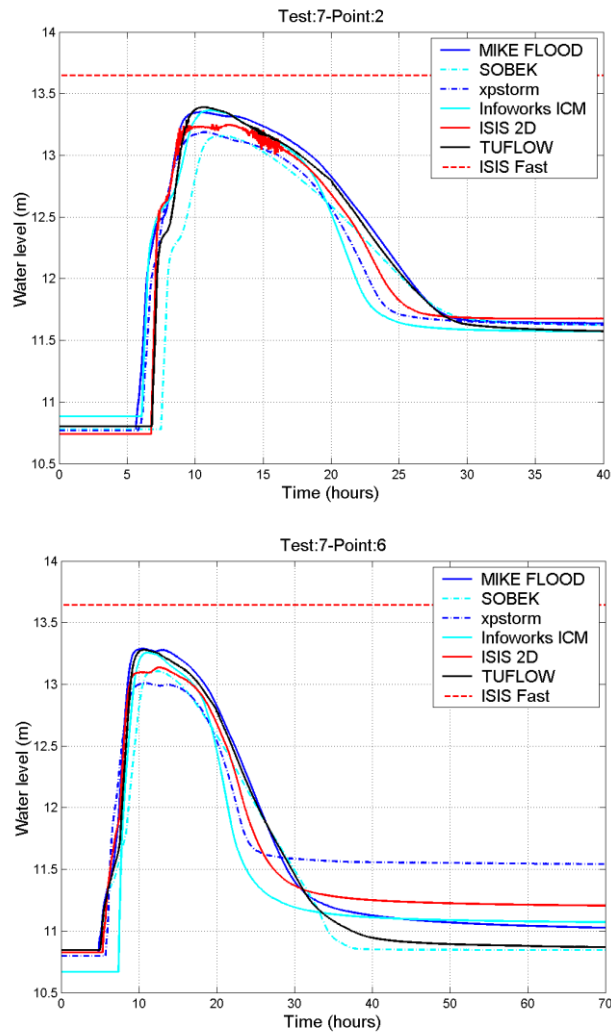 Test:7-Point:2
14
13.5
13
12.5
12
11.5
11
10.5
Water level (m)
0 5 10 15 20 25 30 35 40
Time (hours)
MIKE FLOOD
SOBEK
xpstorm
Infoworks ICM
ISIS 2D
TUFLOW
ISIS Fast
Test:7-Point:6
14
13.5
13
12.5
12
11.5
11
10.5
Water level (m)
0 10 20 30 40 50 60 70
Time (hours)
MIKE FLOOD
SOBEK
xpstorm
Infoworks ICM
ISIS 2D
TUFLOW
ISIS Fast